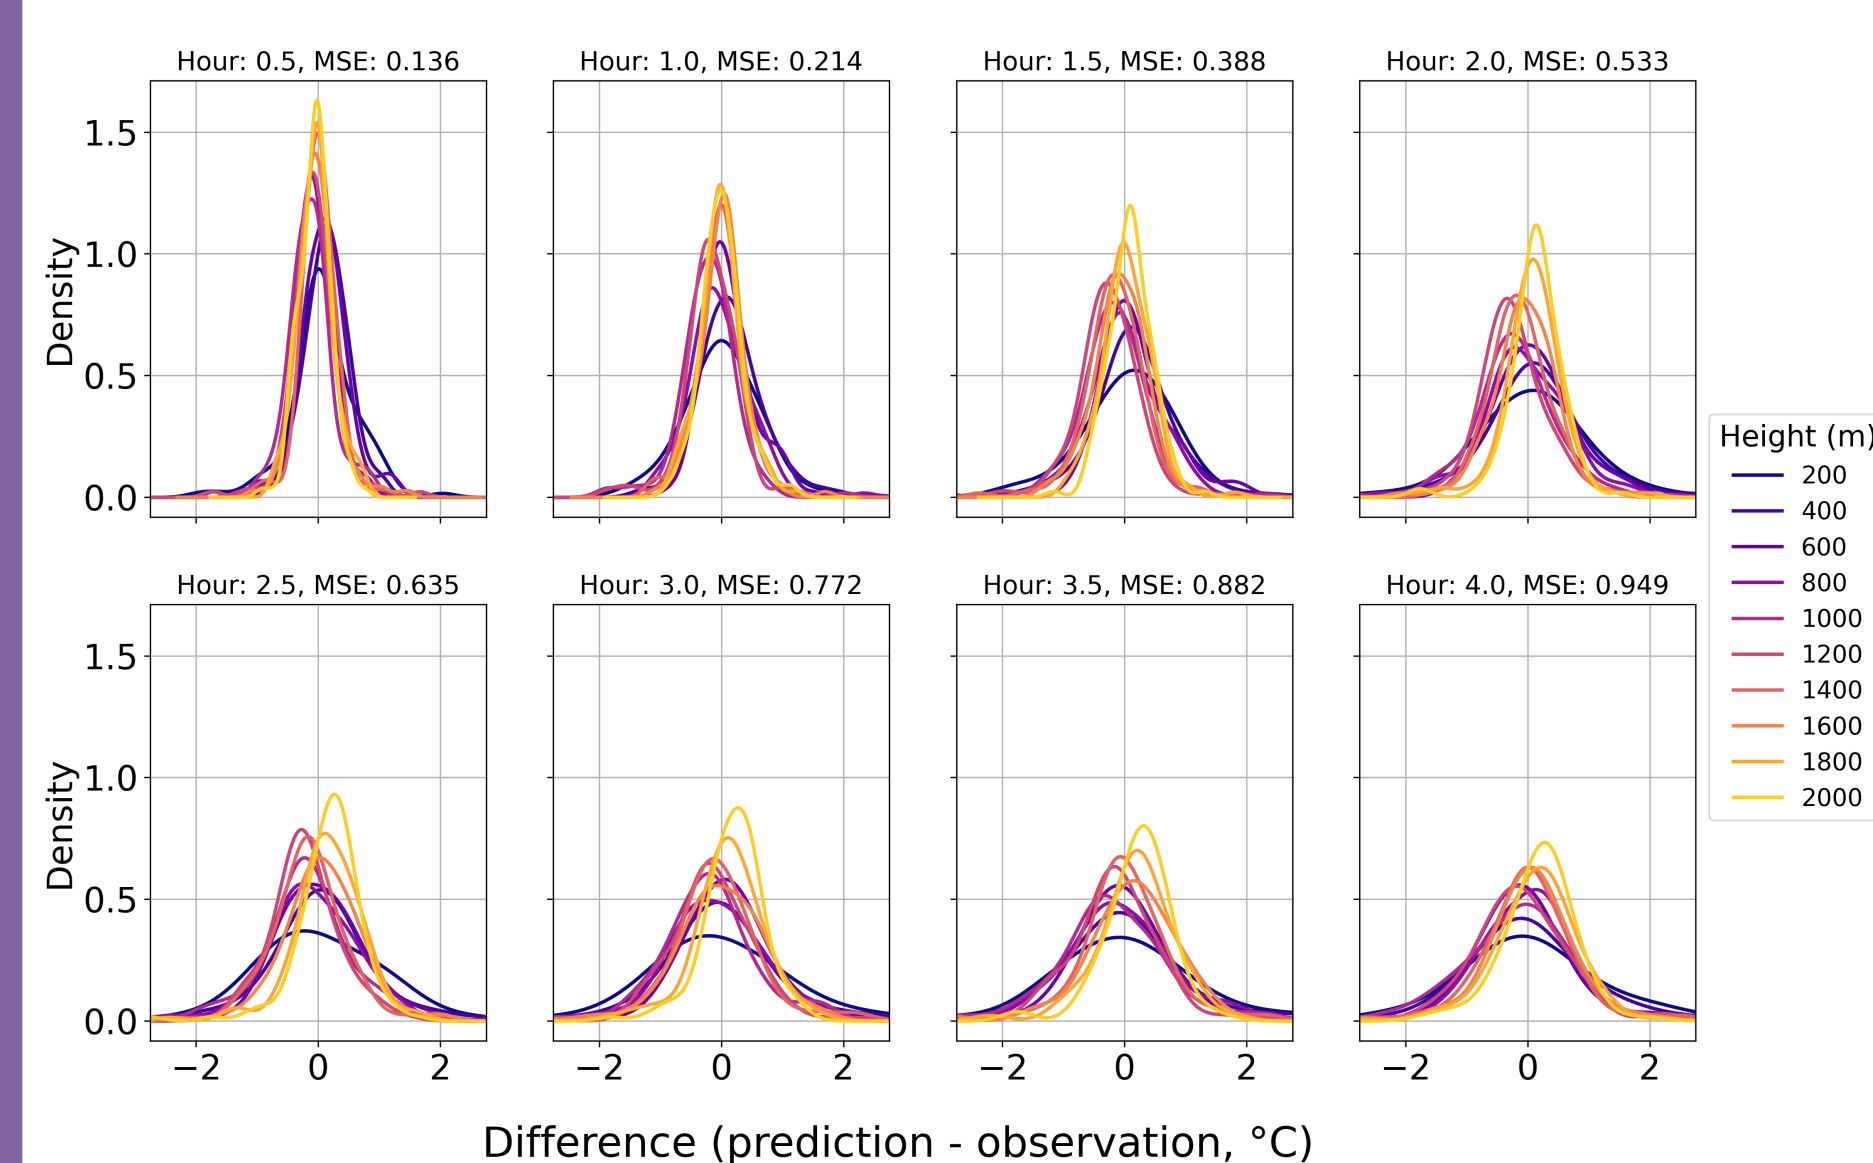 Hour: 0.5, MSE: 0.136
Hour: 1.0, MSE: 0.214
Hour: 1.5, MSE: 0.388
Hour: 2.0, MSE: 0.533
Density
1.5
1.0
0.5
0.0
Hour: 2.5, MSE: 0.635
Hour: 3.0, MSE: 0.772
Hour: 3.5, MSE: 0.882
Hour: 4.0, MSE: 0.949
Density
1.5
1.0
0.5
0.0
−2 0 2
−2 0 2
−2 0 2
−2 0 2
Difference (prediction - observation, °C)
Height (m)
200
400
600
800
1000
1200
1400
1600
1800
2000